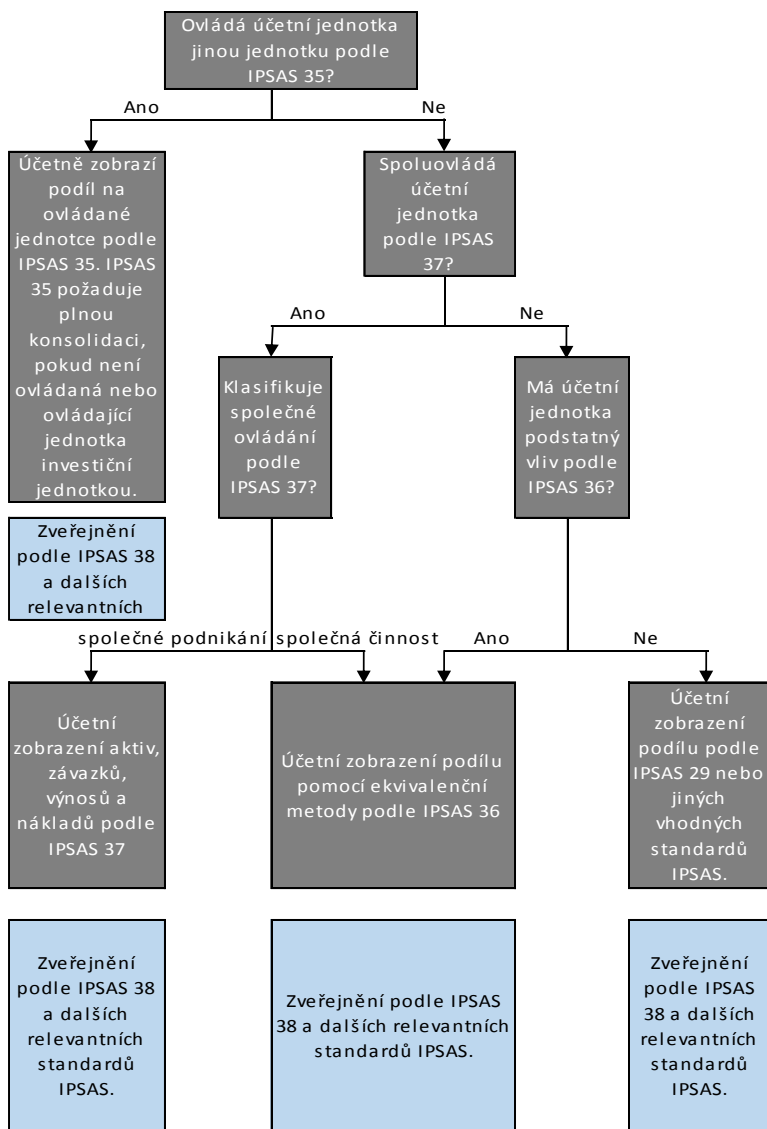 Ovládá účetní jednotka
jinou jednotku podle
IPSAS 35?
Ano
Ne
Účetně zobrazí
podíl na
ovládané
jednotce podle
IPSAS 35. IPSAS
35 požaduje
plnou
konsolidaci,
pokud není
ovládaná nebo
ovládající
jednotka
investiční
jednotkou.
Spoluovládá
účetní
jednotka
podle IPSAS
37?
Ano
Ne
Klasifikuje
společné
ovládání
podle
IPSAS 37?
Má účetní
jednotka
podstatný
vliv podle
IPSAS 36?
Zveřejnění
podle IPSAS 38
a dalších
relevantních
společné podnikání
společná činnost
Ano
Ne
Účetní
zobrazení aktiv,
závazků,
výnosů a
nákladů podle
IPSAS 37
Účetní zobrazení podílu
pomocí ekvivalenční
metody podle IPSAS 36
Účetní
zobrazení
podílu podle
IPSAS 29 nebo
jiných
vhodných
standardů
IPSAS.
Zveřejnění
podle IPSAS 38
a dalších
relevantních
standardů
IPSAS.
Zveřejnění podle IPSAS
38 a dalších relevantních
standardů IPSAS.
Zveřejnění
podle IPSAS
38 a dalších
relevantních
standardů
IPSAS.